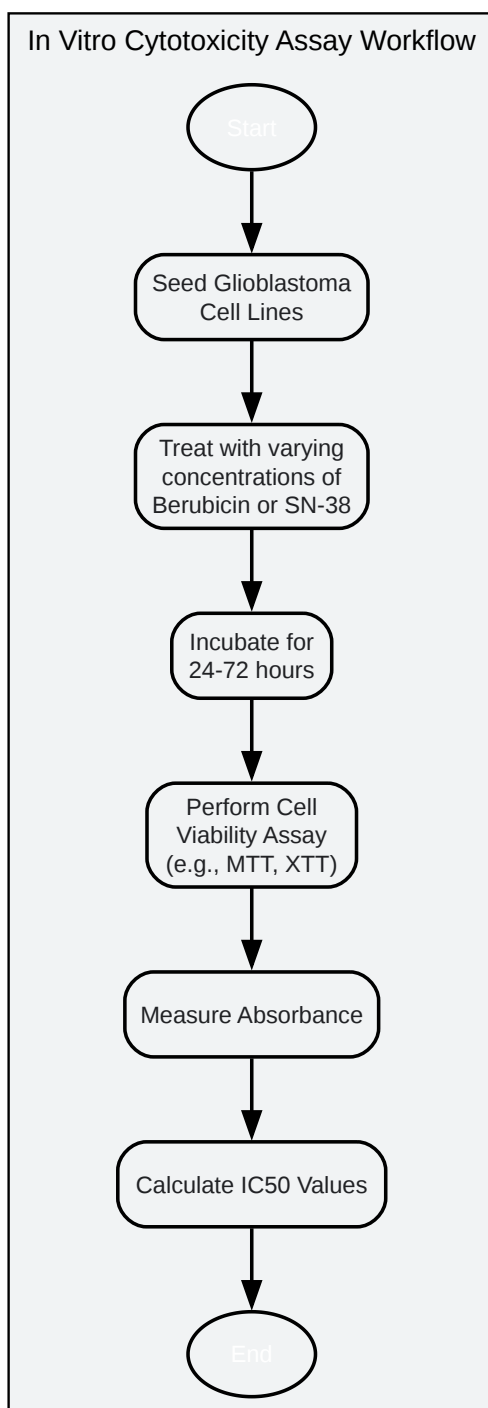 In Vitro Cytotoxicity Assay Workflow
Start
Seed Glioblastoma
Cell Lines
Treat with varying
concentrations of
Berubicin or SN-38
Incubate for
24-72 hours
Perform Cell
Viability Assay
(e.g., MTT, XTT)
Measure Absorbance
Calculate IC50 Values
End